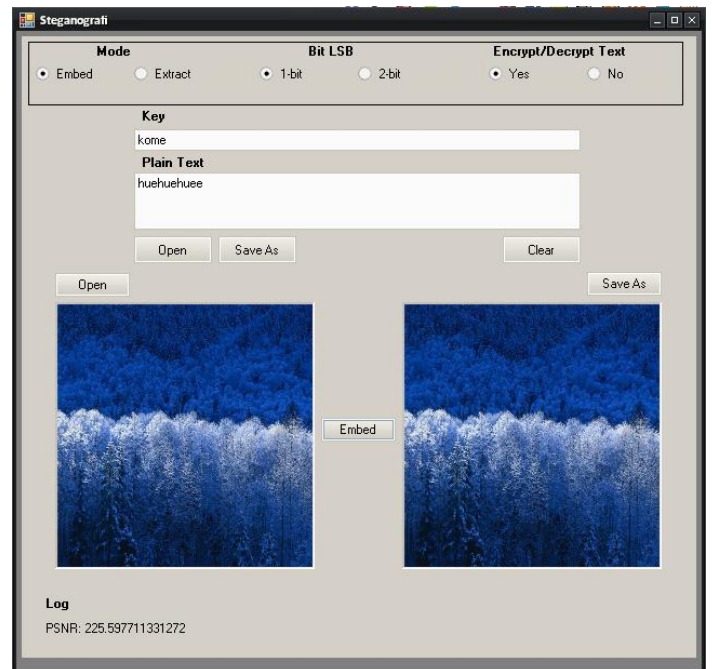 Steganografi
Mode Bit LSB Encrypt/Decrypt Text
Embed Extract 1-bit 2-bit Yes No
Key
kome
Plain Text
huehuehuee
Open Save As Clear
Open Save As
Embed
Log
PSNR: 225.597711331272